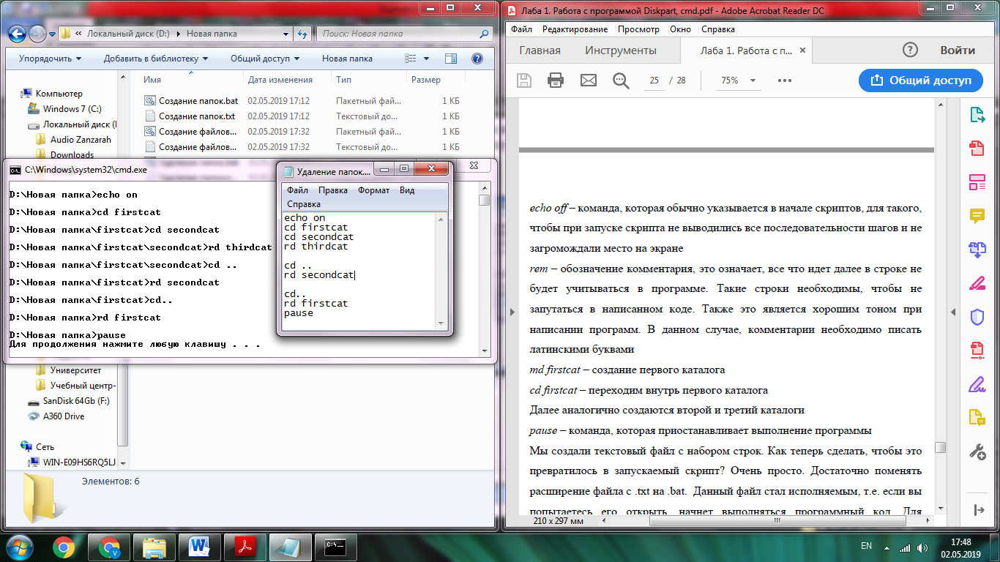 Локальный диск (D:) Новая папка
Поиск: Новая папка
Упорядочить Добавить в библиотеку Общий доступ Новая папка
Имя Дата изменения Тип Размер
Компьютер
Windows 7 (C:)
Локальный диск (
Audio Zanzarah
Downloads
Создание папок.bat 02.05.2019 17:12 Пакетный фай... 1 КБ
Создание папок.txt 02.05.2019 17:12 Текстовый до... 1 КБ
Создание файлов... 02.05.2019 17:32 Пакетный фай... 1 КБ
Создание файлов... 02.05.2019 17:32 Текстовый до... 1 КБ
C:\Windows\system32\cmd.exe
D:\Новая папка>echo on
D:\Новая папка>cd firstcat
D:\Новая папка\firstcat>cd secondcat
D:\Новая папка\firstcat\secondcat>rd thirdcat
D:\Новая папка\firstcat\secondcat>cd ..
D:\Новая папка\firstcat>rd secondcat
D:\Новая папка\firstcat>cd..
D:\Новая папка>rd firstcat
D:\Новая папка>pause
Для продолжения нажмите любую клавишу . . .
Удаление папок....
Файл Правка Формат Вид
Справка
echo on
cd firstcat
cd secondcat
rd thirdcat
cd ..
rd secondcat
cd..
rd firstcat
pause
Университет
Учебный центр-
SanDisk 64Gb (F:)
A360 Drive
Сеть
WIN-E09HS6RQ5LJ
Элементов: 6
Лаба 1. Работа с программой Diskpart, cmd.pdf - Adobe Acrobat Reader DC
Файл Редактирование Просмотр Окно Справка
Главная Инструменты Лаба 1. Работа с п... × Войти
25 / 28 75% Общий доступ
echo off – команда, которая обычно указывается в начале скриптов, для такого,
чтобы при запуске скрипта не выводились все последовательности шагов и не
загромождали место на экране
rem – обозначение комментария, это означает, все что идет далее в строке не
будет учитываться в программе. Такие строки необходимы, чтобы не
запутаться в написанном коде. Также это является хорошим тоном при
написании программ. В данном случае, комментарии необходимо писать
латинскими буквами
md firstcat – создание первого каталога
cd firstcat – переходим внутрь первого каталога
Далее аналогично создаются второй и третий каталоги
pause – команда, которая приостанавливает выполнение программы
Мы создали текстовый файл с набором строк. Как теперь сделать, чтобы это
превратилось в запускаемый скрипт? Очень просто. Достаточно поменять
расширение файла с .txt на .bat. Данный файл стал исполняемым, т.е. если вы
попытаетесь его открыть, начнет выполняться программный код. Для
210 x 297 мм
EN
17:48
02.05.2019